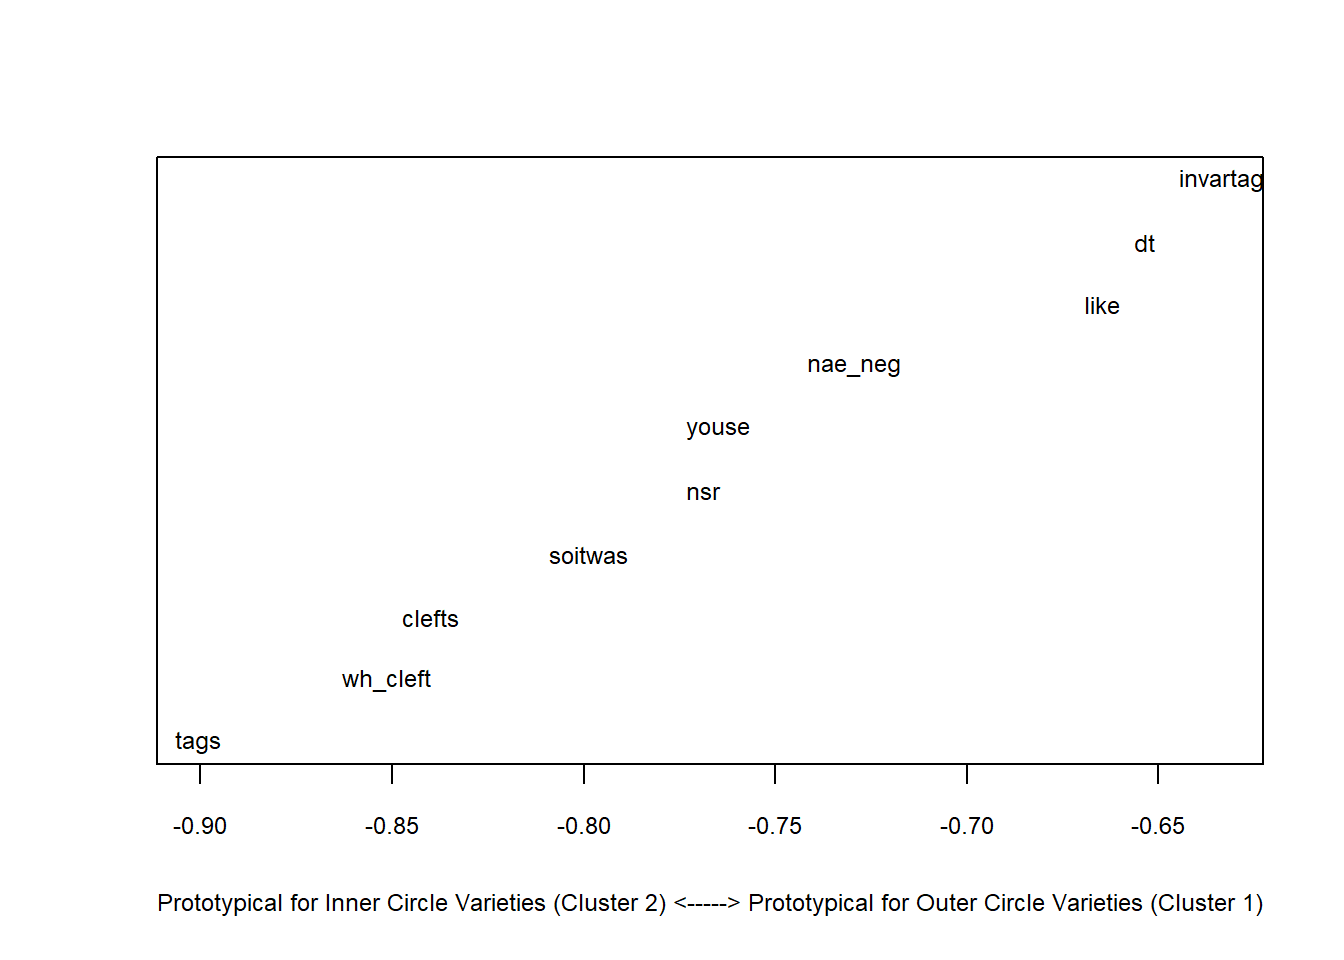 invartag
dt
like
nae_neg
youse
nsr
soitwas
clefts
wh_cleft
tags
-0.90 -0.85 -0.80 -0.75 -0.70 -0.65
Prototypical for Inner Circle Varieties (Cluster 2) <-----> Prototypical for Outer Circle Varieties (Cluster 1)